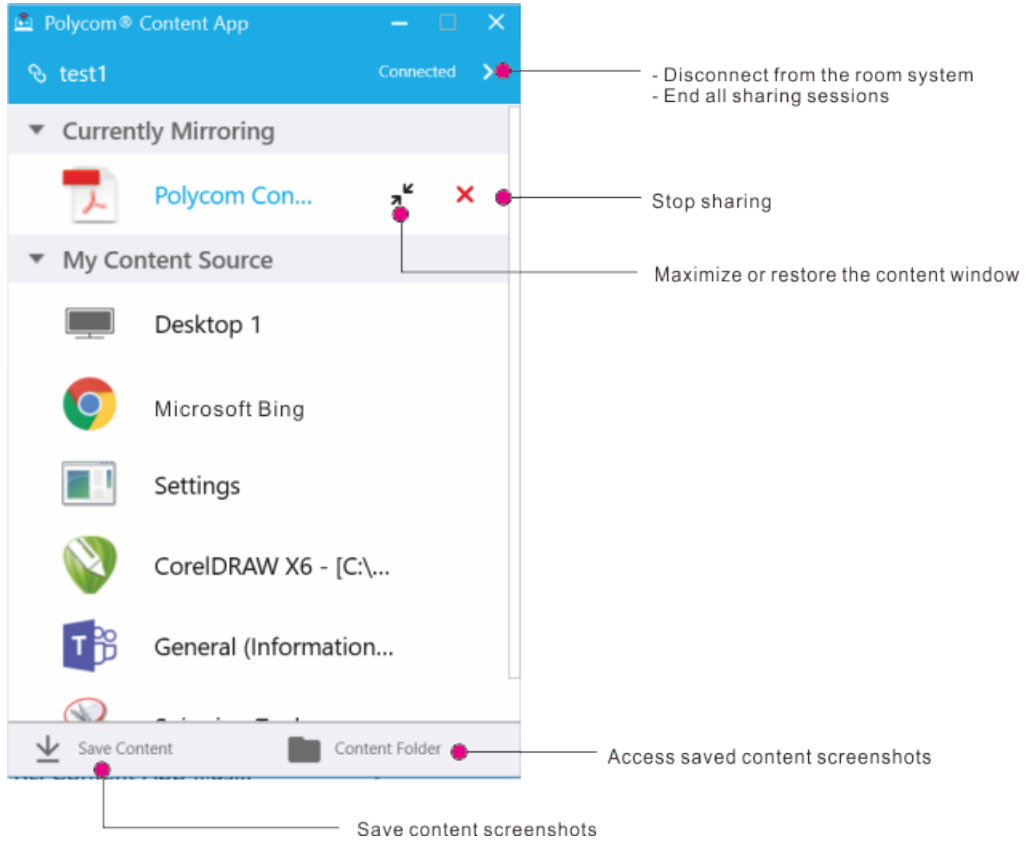 Polycom® Content App
test1
Connected
- Disconnect from the room system
- End all sharing sessions
Currently Mirroring
Polycom Con...
Stop sharing
Maximize or restore the content window
My Content Source
Desktop 1
Microsoft Bing
Settings
CorelDRAW X6 - [C:\...
T
General (Information...
Save Content
Content Folder
Access saved content screenshots
Save content screenshots